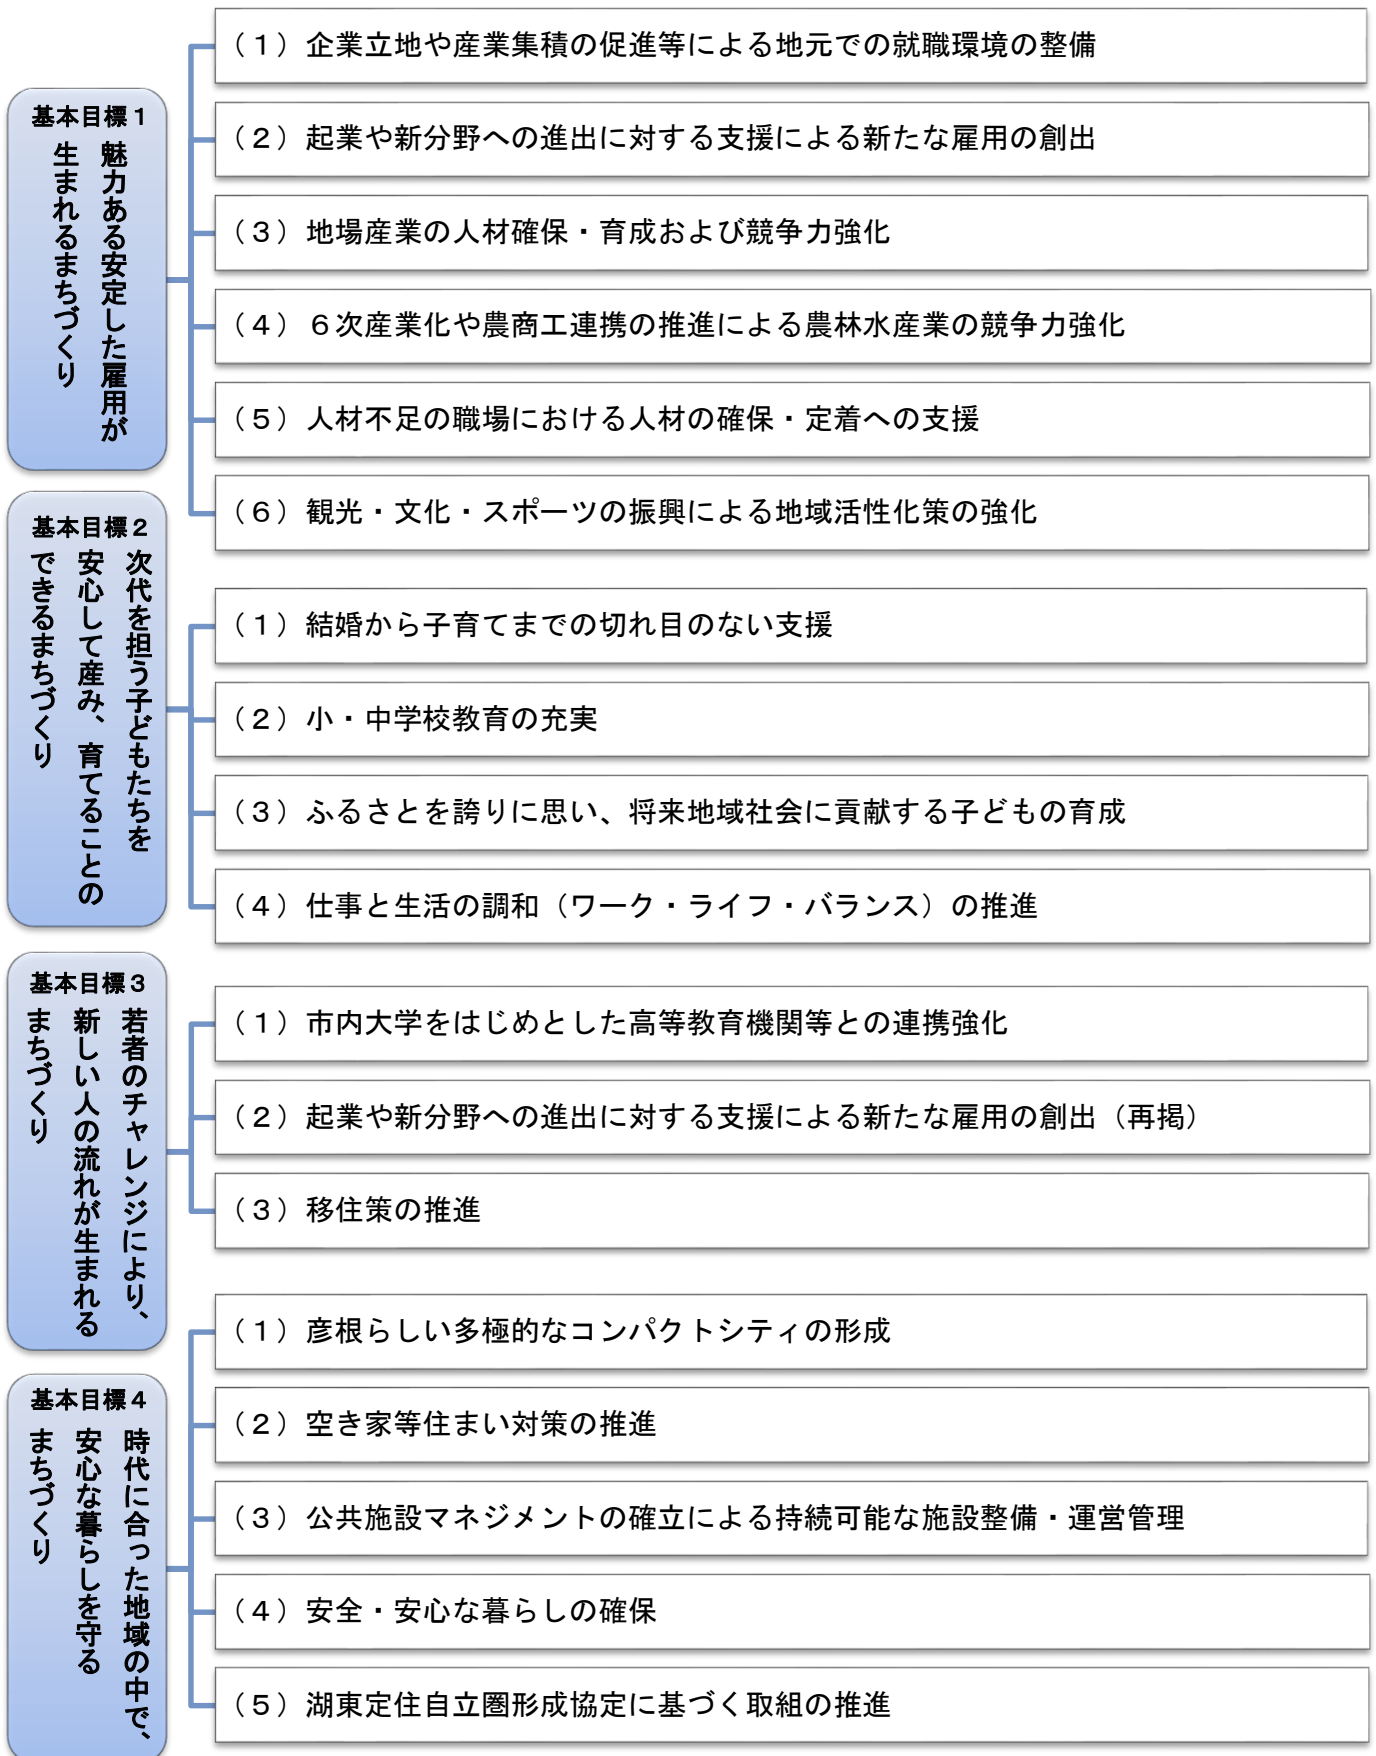 基本目標１
魅力ある安定した雇用が
生まれるまちづくり
（１）企業立地や産業集積の促進等による地元での就職環境の整備
（２）起業や新分野への進出に対する支援による新たな雇用の創出
（３）地場産業の人材確保・育成および競争力強化
（４）６次産業化や農商工連携の推進による農林水産業の競争力強化
（５）人材不足の職場における人材の確保・定着への支援
（６）観光・文化・スポーツの振興による地域活性化策の強化
基本目標２
次代を担う子どもたちを
安心して産み、育てることの
できるまちづくり
（１）結婚から子育てまでの切れ目のない支援
（２）小・中学校教育の充実
（３）ふるさとを誇りに思い、将来地域社会に貢献する子どもの育成
（４）仕事と生活の調和（ワーク・ライフ・バランス）の推進
基本目標３
若者のチャレンジにより、
新しい人の流れが生まれる
まちづくり
（１）市内大学をはじめとした高等教育機関等との連携強化
（２）起業や新分野への進出に対する支援による新たな雇用の創出（再掲）
（３）移住策の推進
基本目標４
時代に合った地域の中で、
安心な暮らしを守る
まちづくり
（１）彦根らしい多極的なコンパクトシティの形成
（２）空き家等住まい対策の推進
（３）公共施設マネジメントの確立による持続可能な施設整備・運営管理
（４）安全・安心な暮らしの確保
（５）湖東定住自立圏形成協定に基づく取組の推進